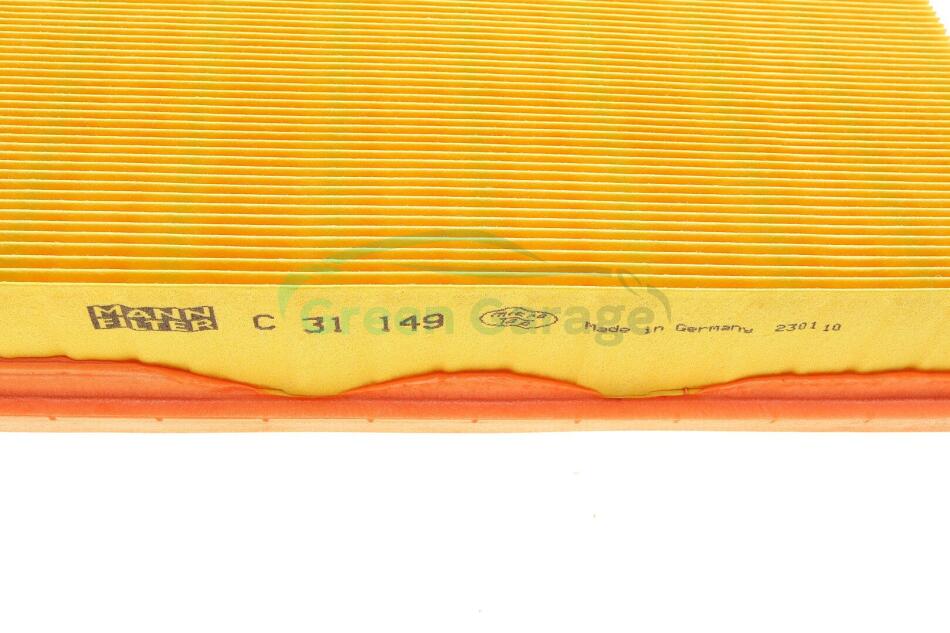 MANN
FILTER
C 31 149
Made in Germany 230110
Green Garage